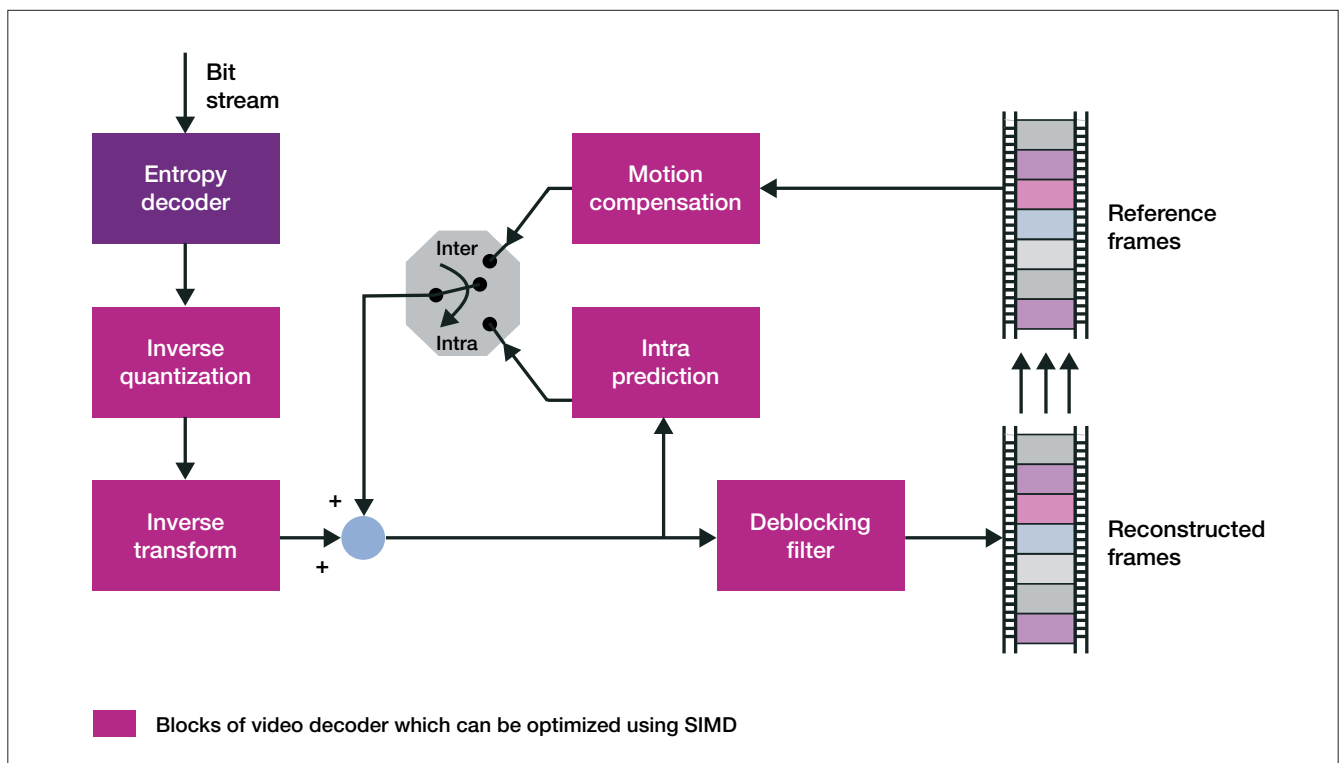 Bit
stream
Entropy
decoder
Inverse
quantization
Inverse
transform
+
+
Inter
Intra
Motion
compensation
Intra
prediction
Deblocking
filter
Reference
frames
Reconstructed
frames
Blocks of video decoder which can be optimized using SIMD